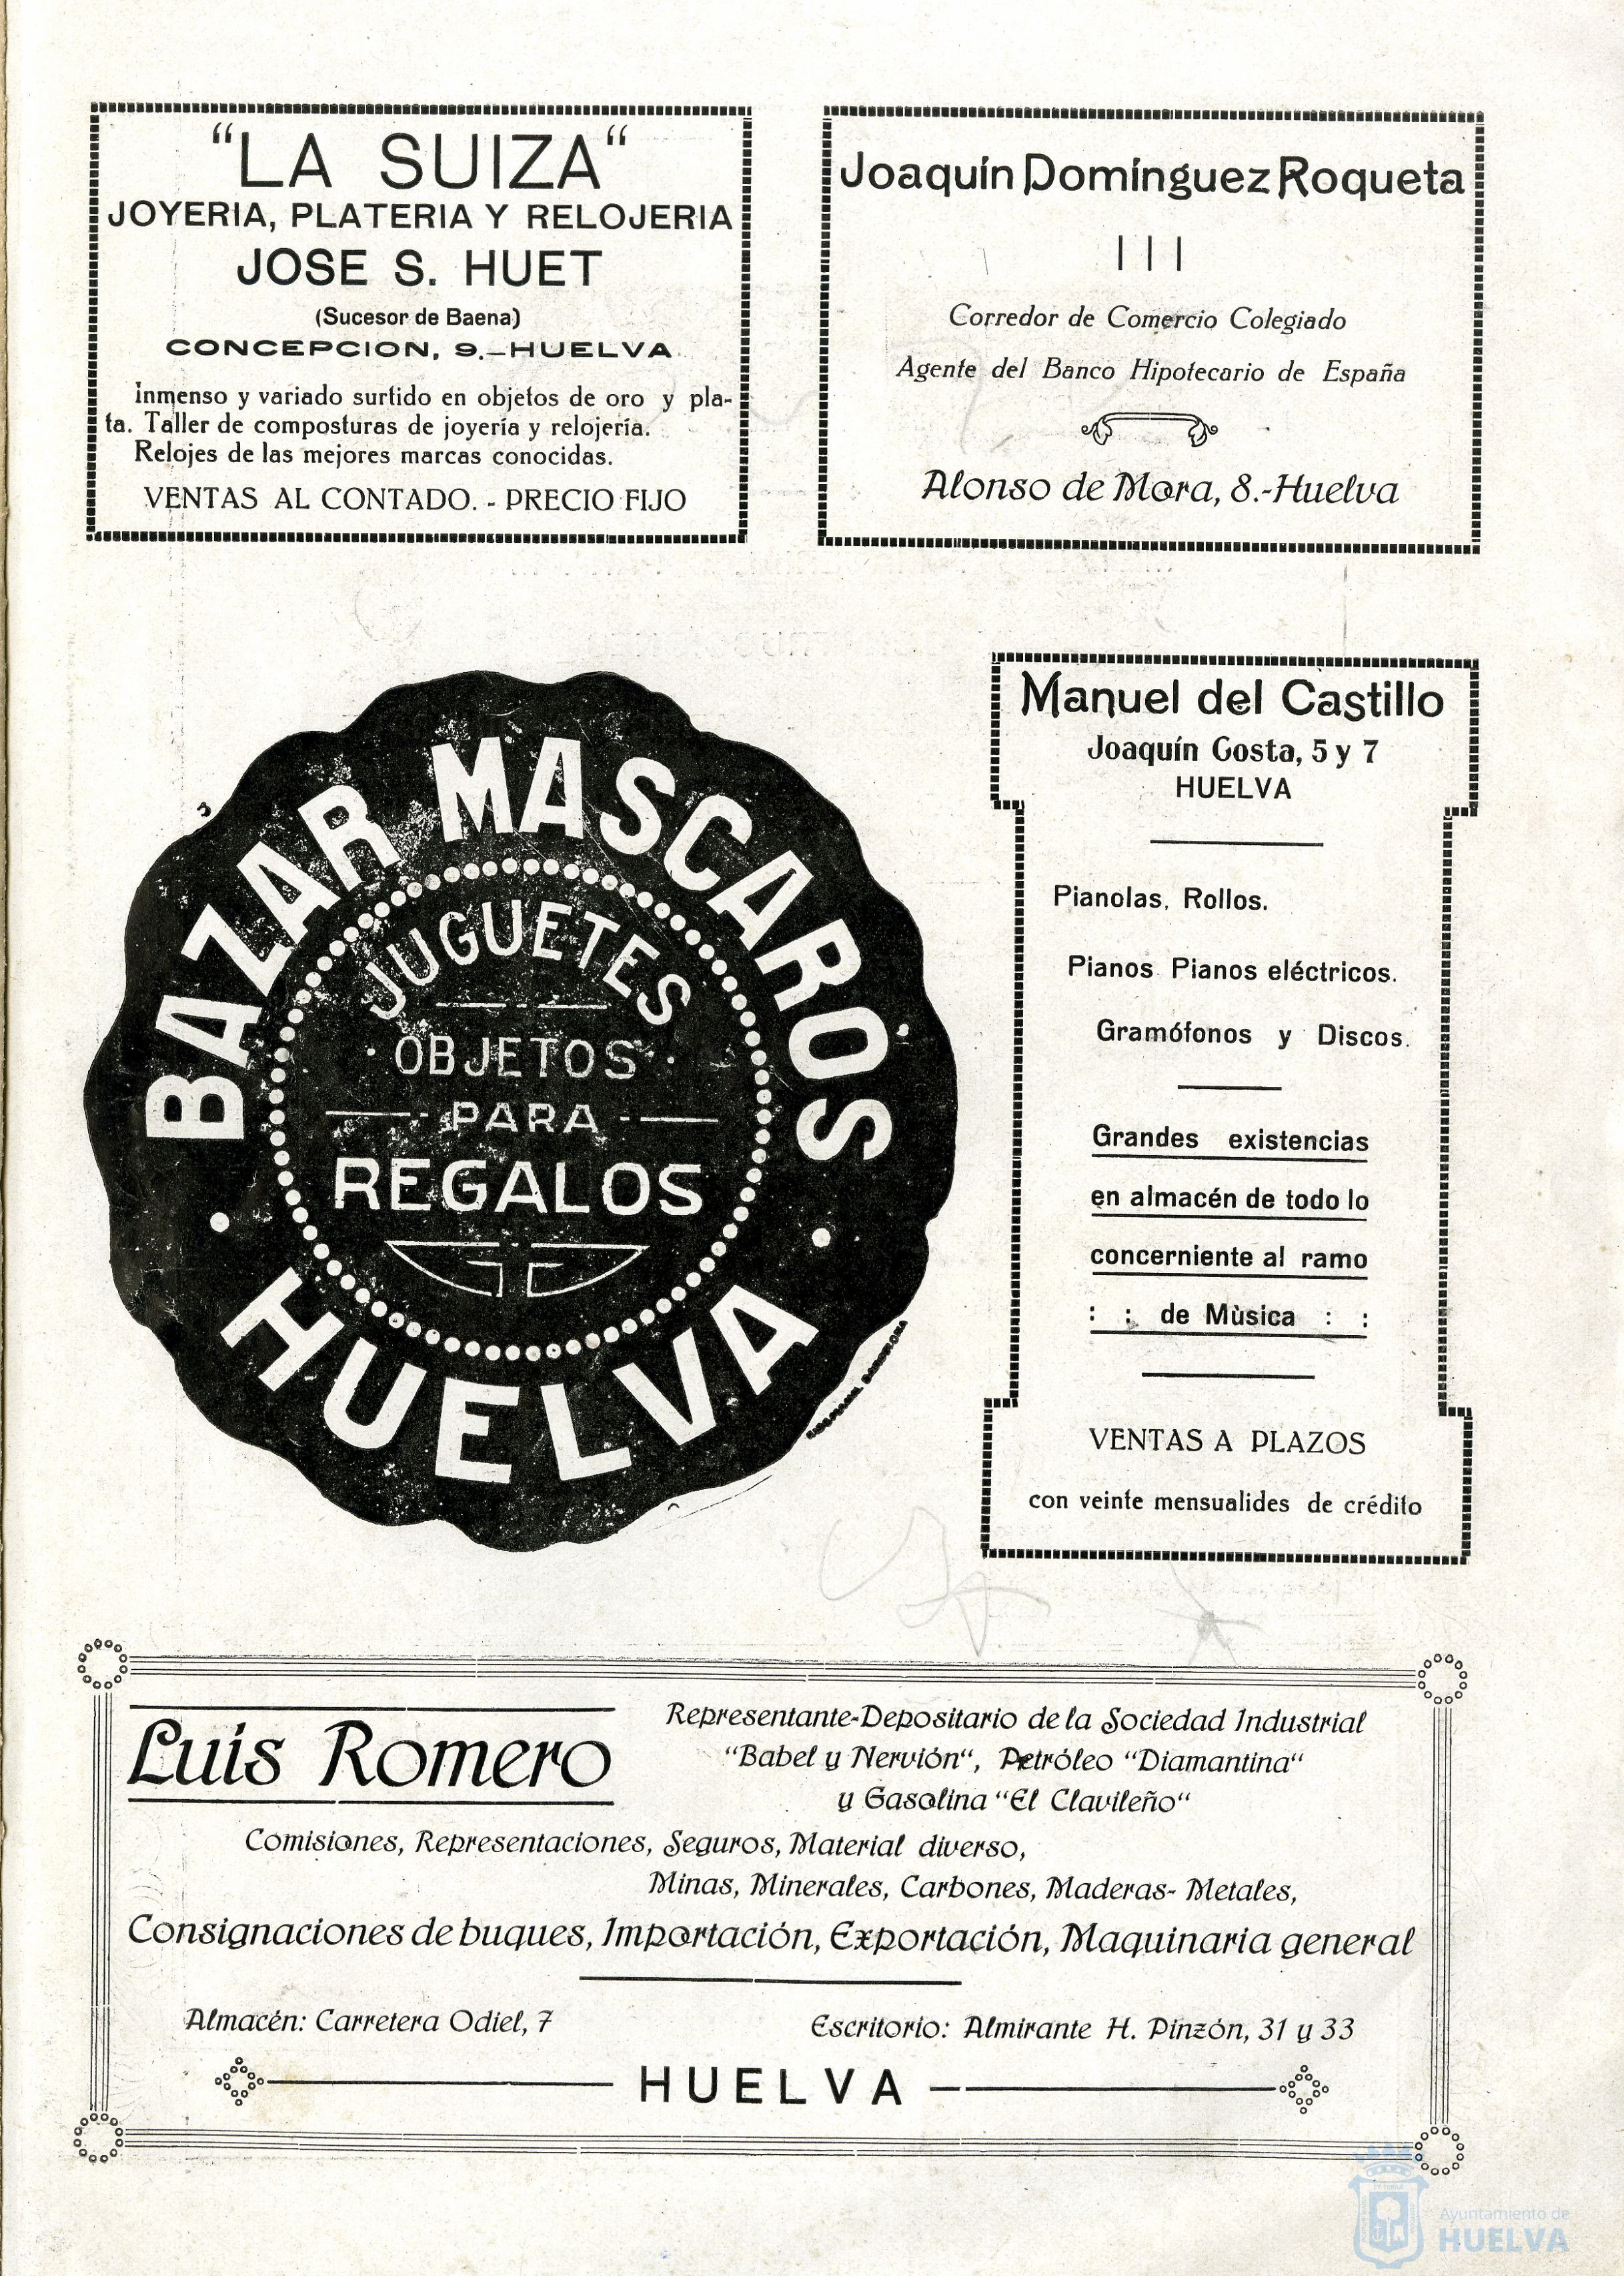 “LA SUIZA“
JOYERIA, PLATERIA Y RELOJERIA
JOSE S. HUET
(Sucesor de Baena)
CONCEPCION, 9.—HUELVA
Inmenso y variado surtido en objetos de oro y pla-
ta. Taller de composturas de joyería y relojería.
Relojes de las mejores marcas conocidas.
VENTAS AL CONTADO. - PRECIO FIJO
Joaquín Domínguez Roqueta
Corredor de Comercio Colegiado
Agente del Banco Hipotecario de España
Alonso de Mora, 8.-Huelva
BAZAR MASCAROS
JUGUETES
OBJETOS
PARA
REGALOS
HUELVA
Manuel del Castillo
Joaquín Gosta, 5 y 7
HUELVA
Pianolas, Rollos.
Pianos Pianos eléctricos.
Gramófonos y Discos.
Grandes existencias
en almacén de todo lo
concerniente al ramo
: : de Mùsica : :
VENTAS A PLAZOS
con veinte mensualides de crédito
Luis Romero
Representante-Depositario de la Sociedad Industrial
“Babel y Nervión“, Petróleo “Diamantina“
y Gasolina “El Clavileño“
Comisiones, Representaciones, Seguros, Material diverso,
Minas, Minerales, Carbones, Maderas- Metales,
Consignaciones de buques, Importación, Exportación, Maquinaria general
Almacén: Carretera Odiel, 7
Escritorio: Almirante H. Pinzón, 31 y 33
HUELVA
Ayuntamiento de
HUELVA